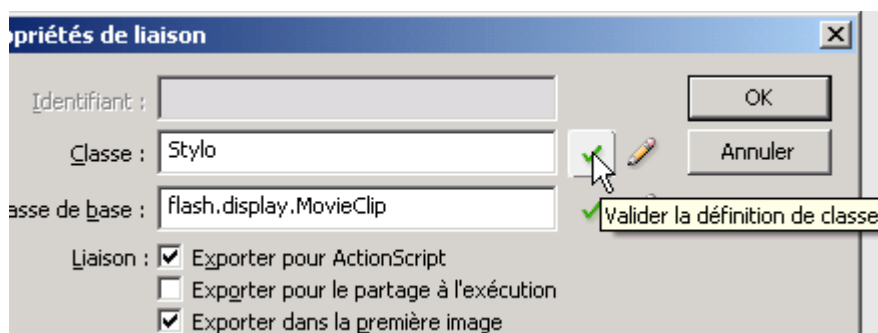 opriétés de liaison
Identifiant :
OK
Classe : Stylo
Annuler
asse de base : flash.display.MovieClip
Valider la définition de classe
Liaison : Exporter pour ActionScript
Exporter pour le partage à l'exécution
Exporter dans la première image